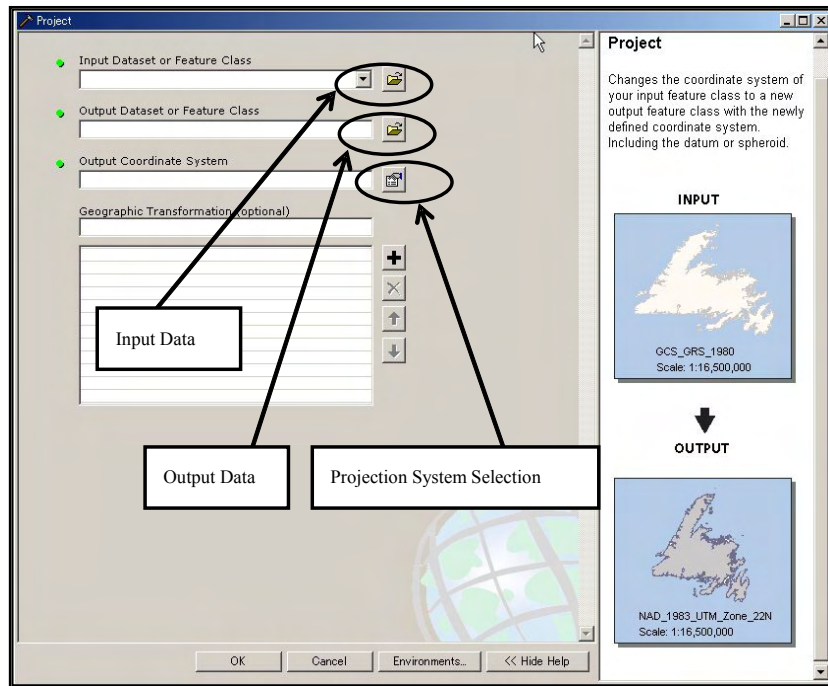 Project
Input Dataset or Feature Class
Output Dataset or Feature Class
Output Coordinate System
Geographic Transformation (optional)
Input Data
Output Data
Projection System Selection
OK
Cancel
Environments...
<< Hide Help
Project
Changes the coordinate system of
your input feature class to a new
output feature class with the newly
defined coordinate system.
Including the datum or spheroid.
INPUT
GCS_GRS_1980
Scale: 1:16,500,000
OUTPUT
NAD_1983_UTM_Zone_22N
Scale: 1:16,500,000